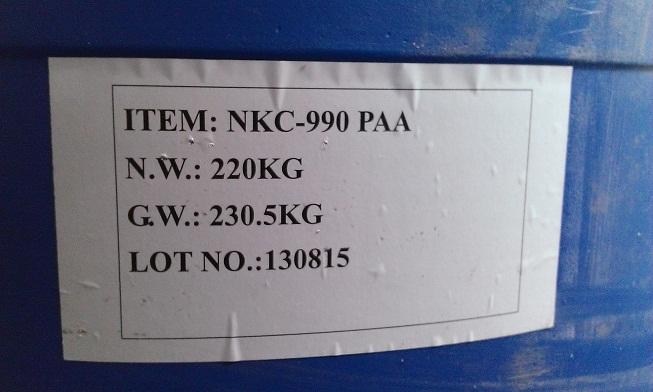 ITEM: NKC-990 PAA
N.W.: 220KG
G.W.: 230.5KG
LOT NO.:130815